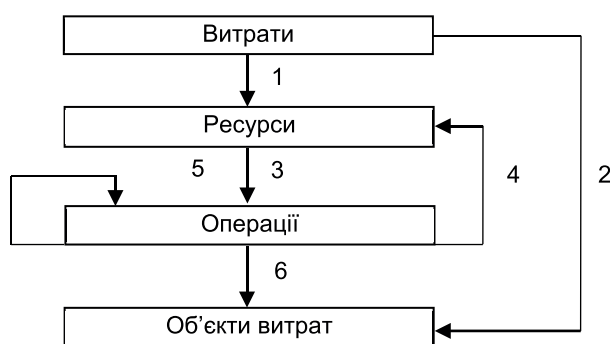 Витрати
1
Ресурси
5 3
4
2
Операції
6
Об'єкти витрат